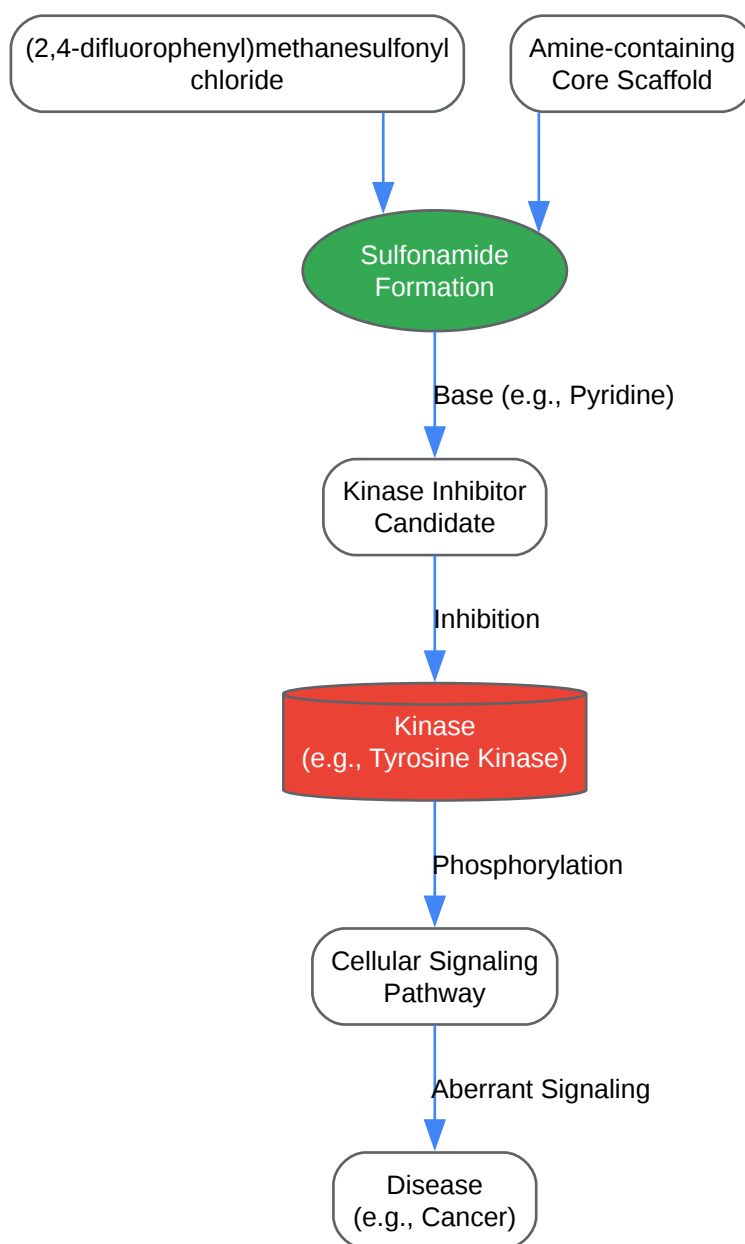 (2,4-difluorophenyl)methanesulfonyl
chloride
Amine-containing
Core Scaffold
Sulfonamide
Formation
Base (e.g., Pyridine)
Kinase Inhibitor
Candidate
Inhibition
Kinase
(e.g., Tyrosine Kinase)
Phosphorylation
Cellular Signaling
Pathway
Aberrant Signaling
Disease
(e.g., Cancer)